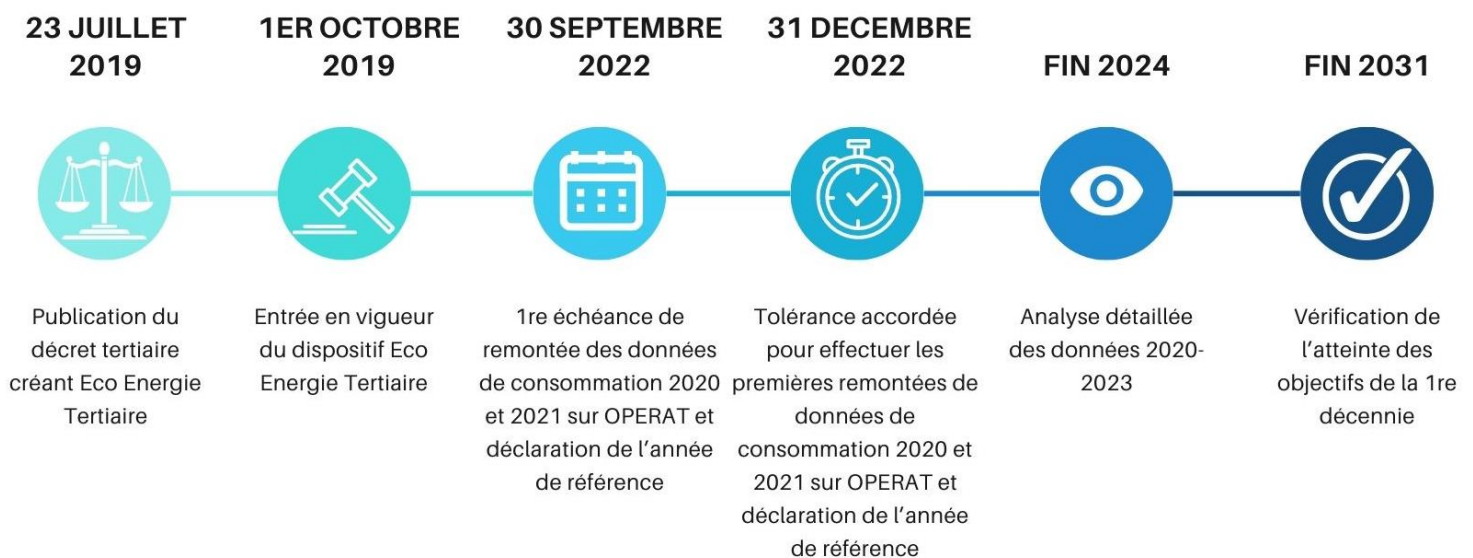 23 JUILLET
2019
1ER OCTOBRE
2019
30 SEPTEMBRE
2022
31 DECEMBRE
2022
FIN 2024
FIN 2031
Publication du
décret tertiaire
créant Eco Energie
Tertiaire
Entrée en vigueur
du dispositif Eco
Energie Tertiaire
1re échéance de
remontée des données
de consommation 2020
et 2021 sur OPERAT et
déclaration de l'année
de référence
Tolérance accordée
pour effectuer les
premières remontées de
données de
consommation 2020 et
2021 sur OPERAT et
déclaration de l'année
de référence
Analyse détaillée
des données 2020-
2023
Vérification de
l'atteinte des
objectifs de la 1re
décennie